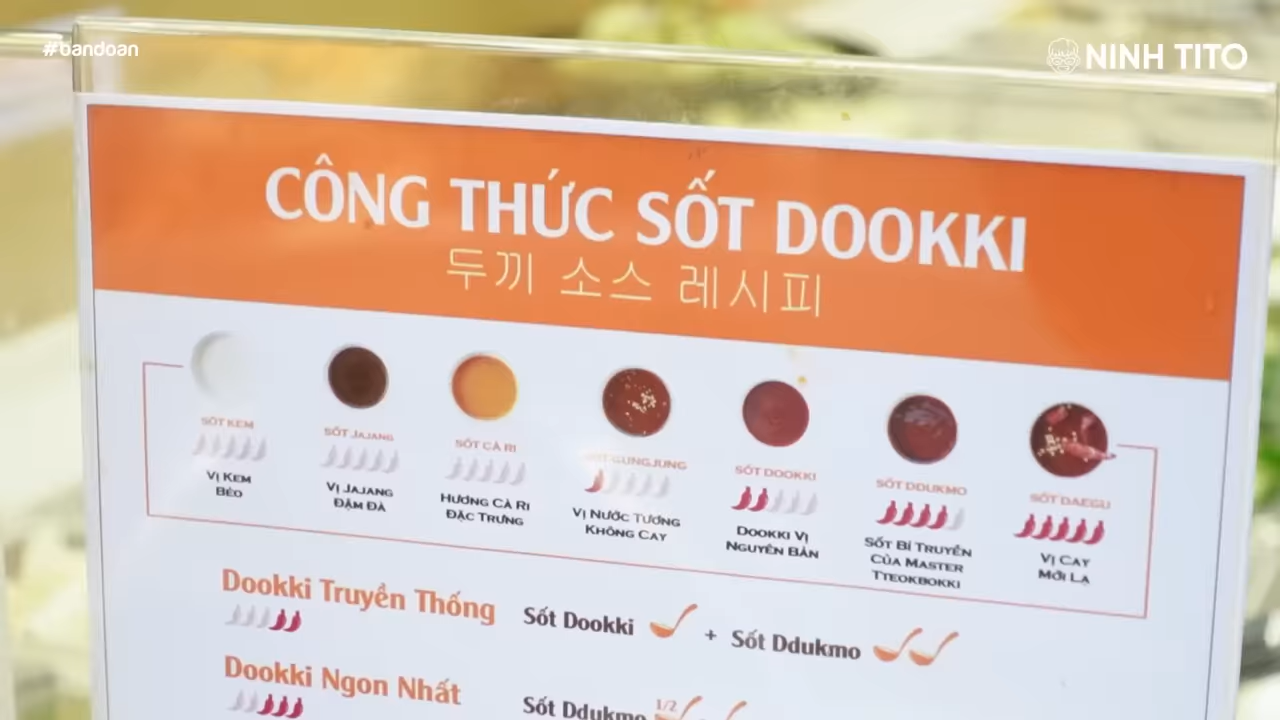 #bandoan
NINH TITO
CÔNG THỨC SỐT DOOKKI
두끼 소스 레시피
SỐT KEM
VỊ KEM
BÉO
SỐT JAJANG
VỊ JAJANG
ĐẬM ĐÀ
SỐT CÀ RI
HƯƠNG CÀ RI
ĐẶC TRƯNG
SỐT GUNGJUNG
VỊ NƯỚC TƯƠNG
KHÔNG CAY
SỐT DOOKKI
DOOKKI VỊ
NGUYÊN BẢN
SỐT DDUKMO
SỐT BÍ TRUYỀN
CỦA MASTER
TTEOKBOKKI
SỐT DAEGU
VỊ CAY
MỚI LẠ
Dookki Truyền Thống
Sốt Dookki + Sốt Ddukmo
Dookki Ngon Nhất
Sốt Ddukmo 1/2